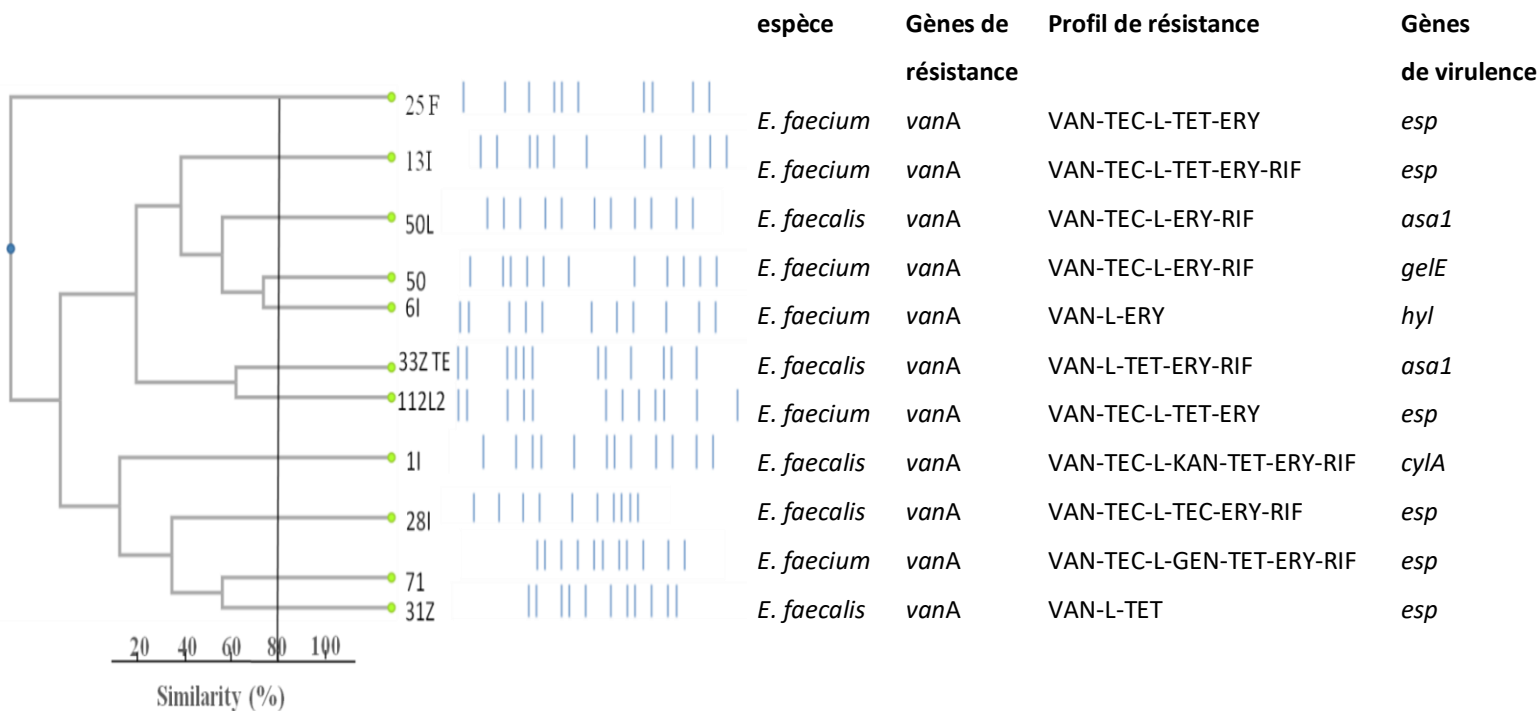 espèce Gènes de résistance Profil de résistance Gènes de virulence
25 F E. faecium vanA VAN-TEC-L-TET-ERY esp
13I E. faecium vanA VAN-TEC-L-TET-ERY-RIF esp
50L E. faecalis vanA VAN-TEC-L-ERY-RIF asa1
50 E. faecium vanA VAN-TEC-L-ERY-RIF gelE
6I E. faecium vanA VAN-L-ERY hyl
33Z TE E. faecalis vanA VAN-L-TET-ERY-RIF asa1
112L2 E. faecium vanA VAN-TEC-L-TET-ERY esp
1I E. faecalis vanA VAN-TEC-L-KAN-TET-ERY-RIF cylA
28I E. faecalis vanA VAN-TEC-L-TEC-ERY-RIF esp
71 E. faecium vanA VAN-TEC-L-GEN-TET-ERY-RIF esp
31Z E. faecalis vanA VAN-L-TET esp
20 40 60 80 100
Similarity (%)